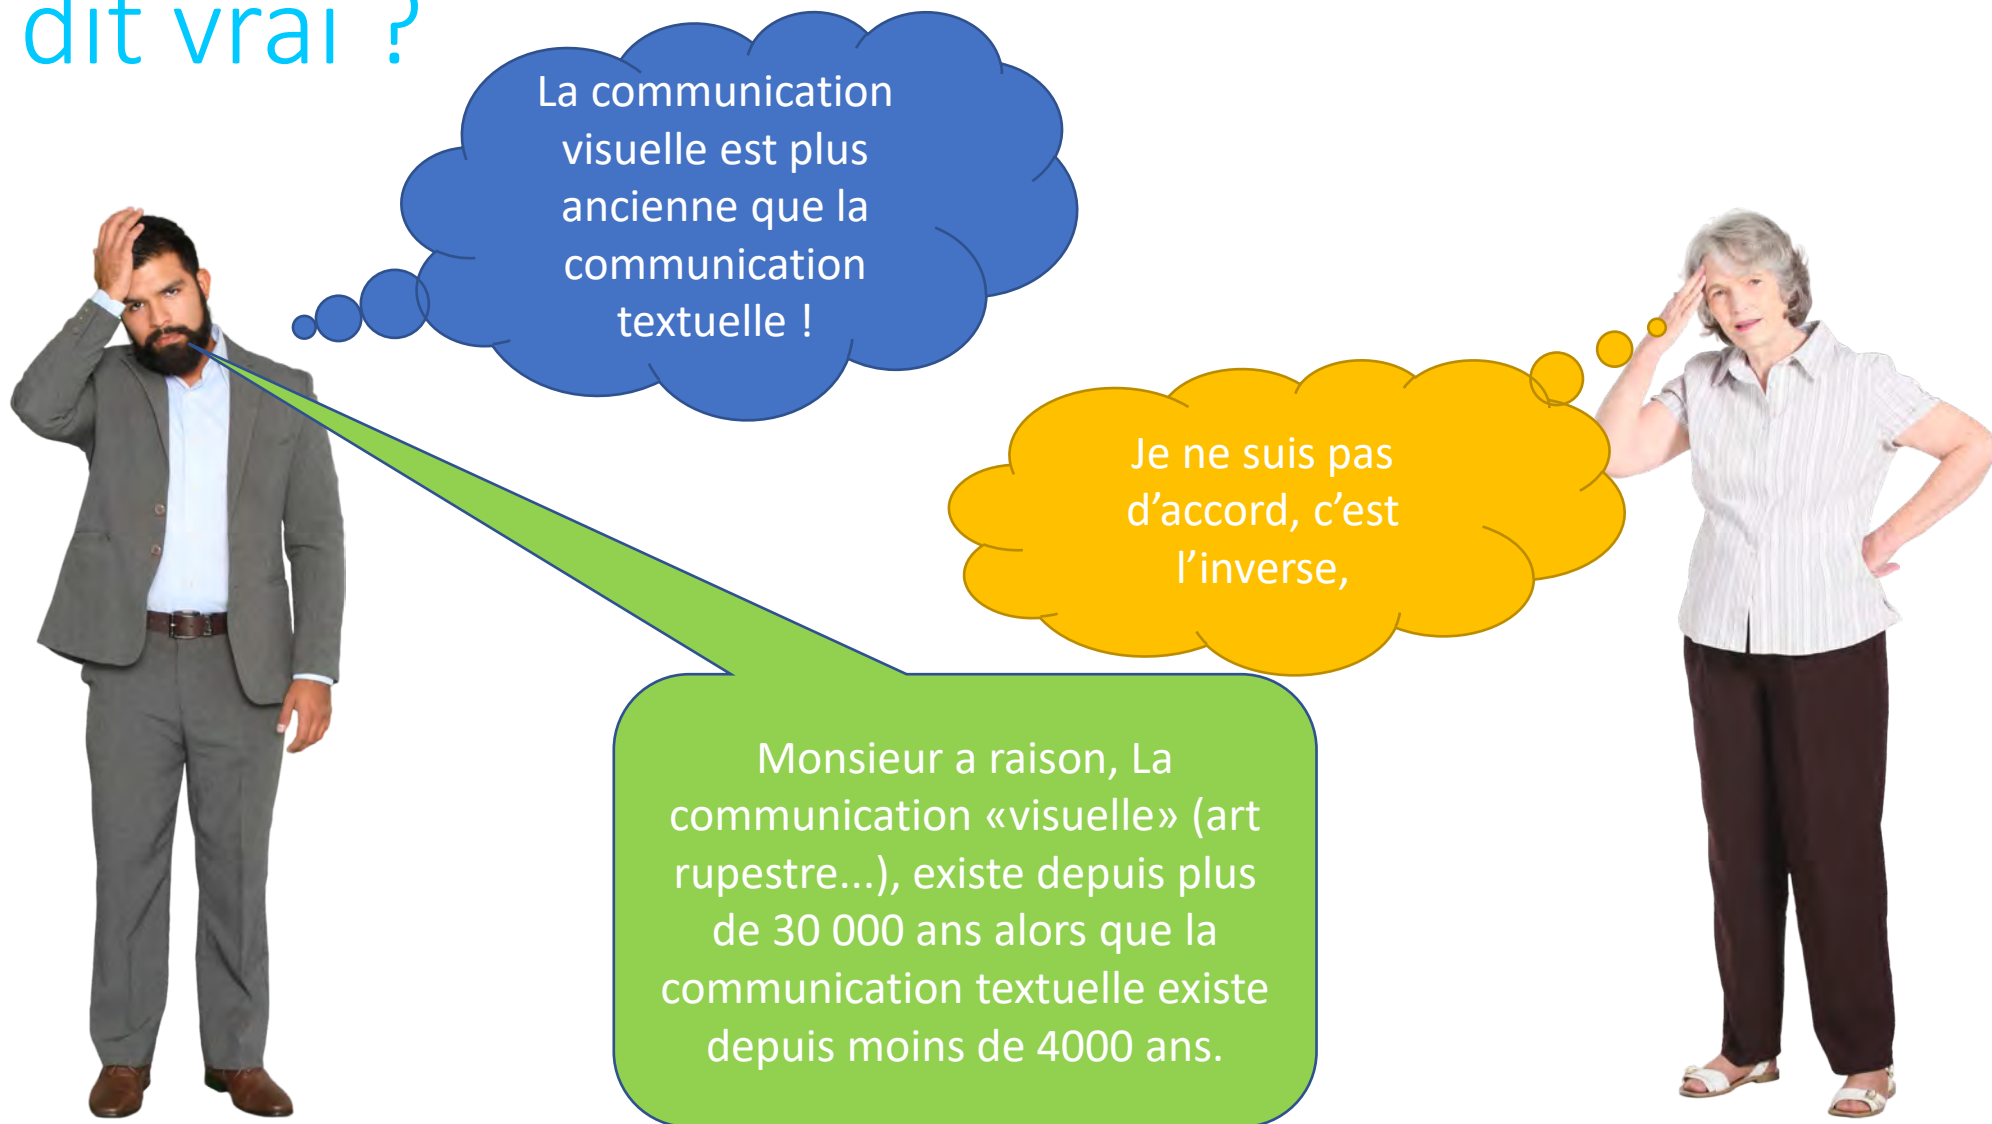 dit vrai ?
La communication
visuelle est plus
ancienne que la
communication
textuelle !
Je ne suis pas
d’accord, c’est
l’inverse,
Monsieur a raison, La
communication «visuelle» (art
rupestre...), existe depuis plus
de 30 000 ans alors que la
communication textuelle existe
depuis moins de 4000 ans.